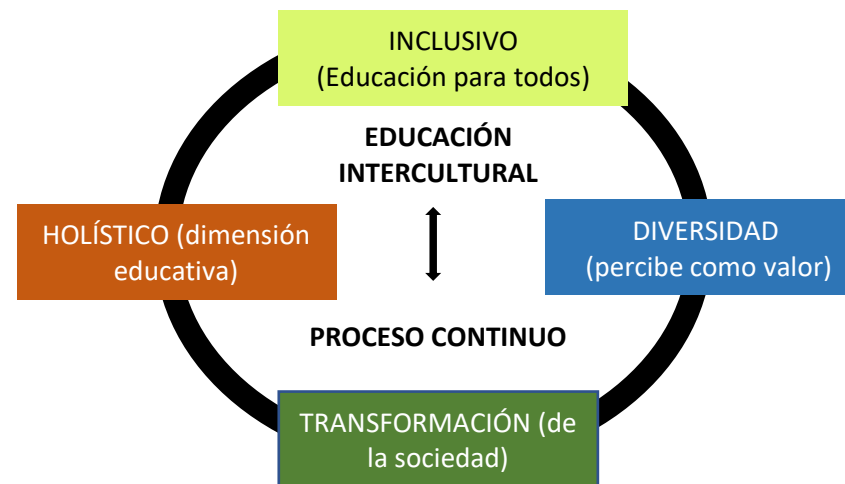 INCLUSIVO
(Educación para todos)
EDUCACIÓN
INTERCULTURAL
HOLÍSTICO (dimensión
educativa)
DIVERSIDAD
(percibe como valor)
PROCESO CONTINUO
TRANSFORMACIÓN (de
la sociedad)